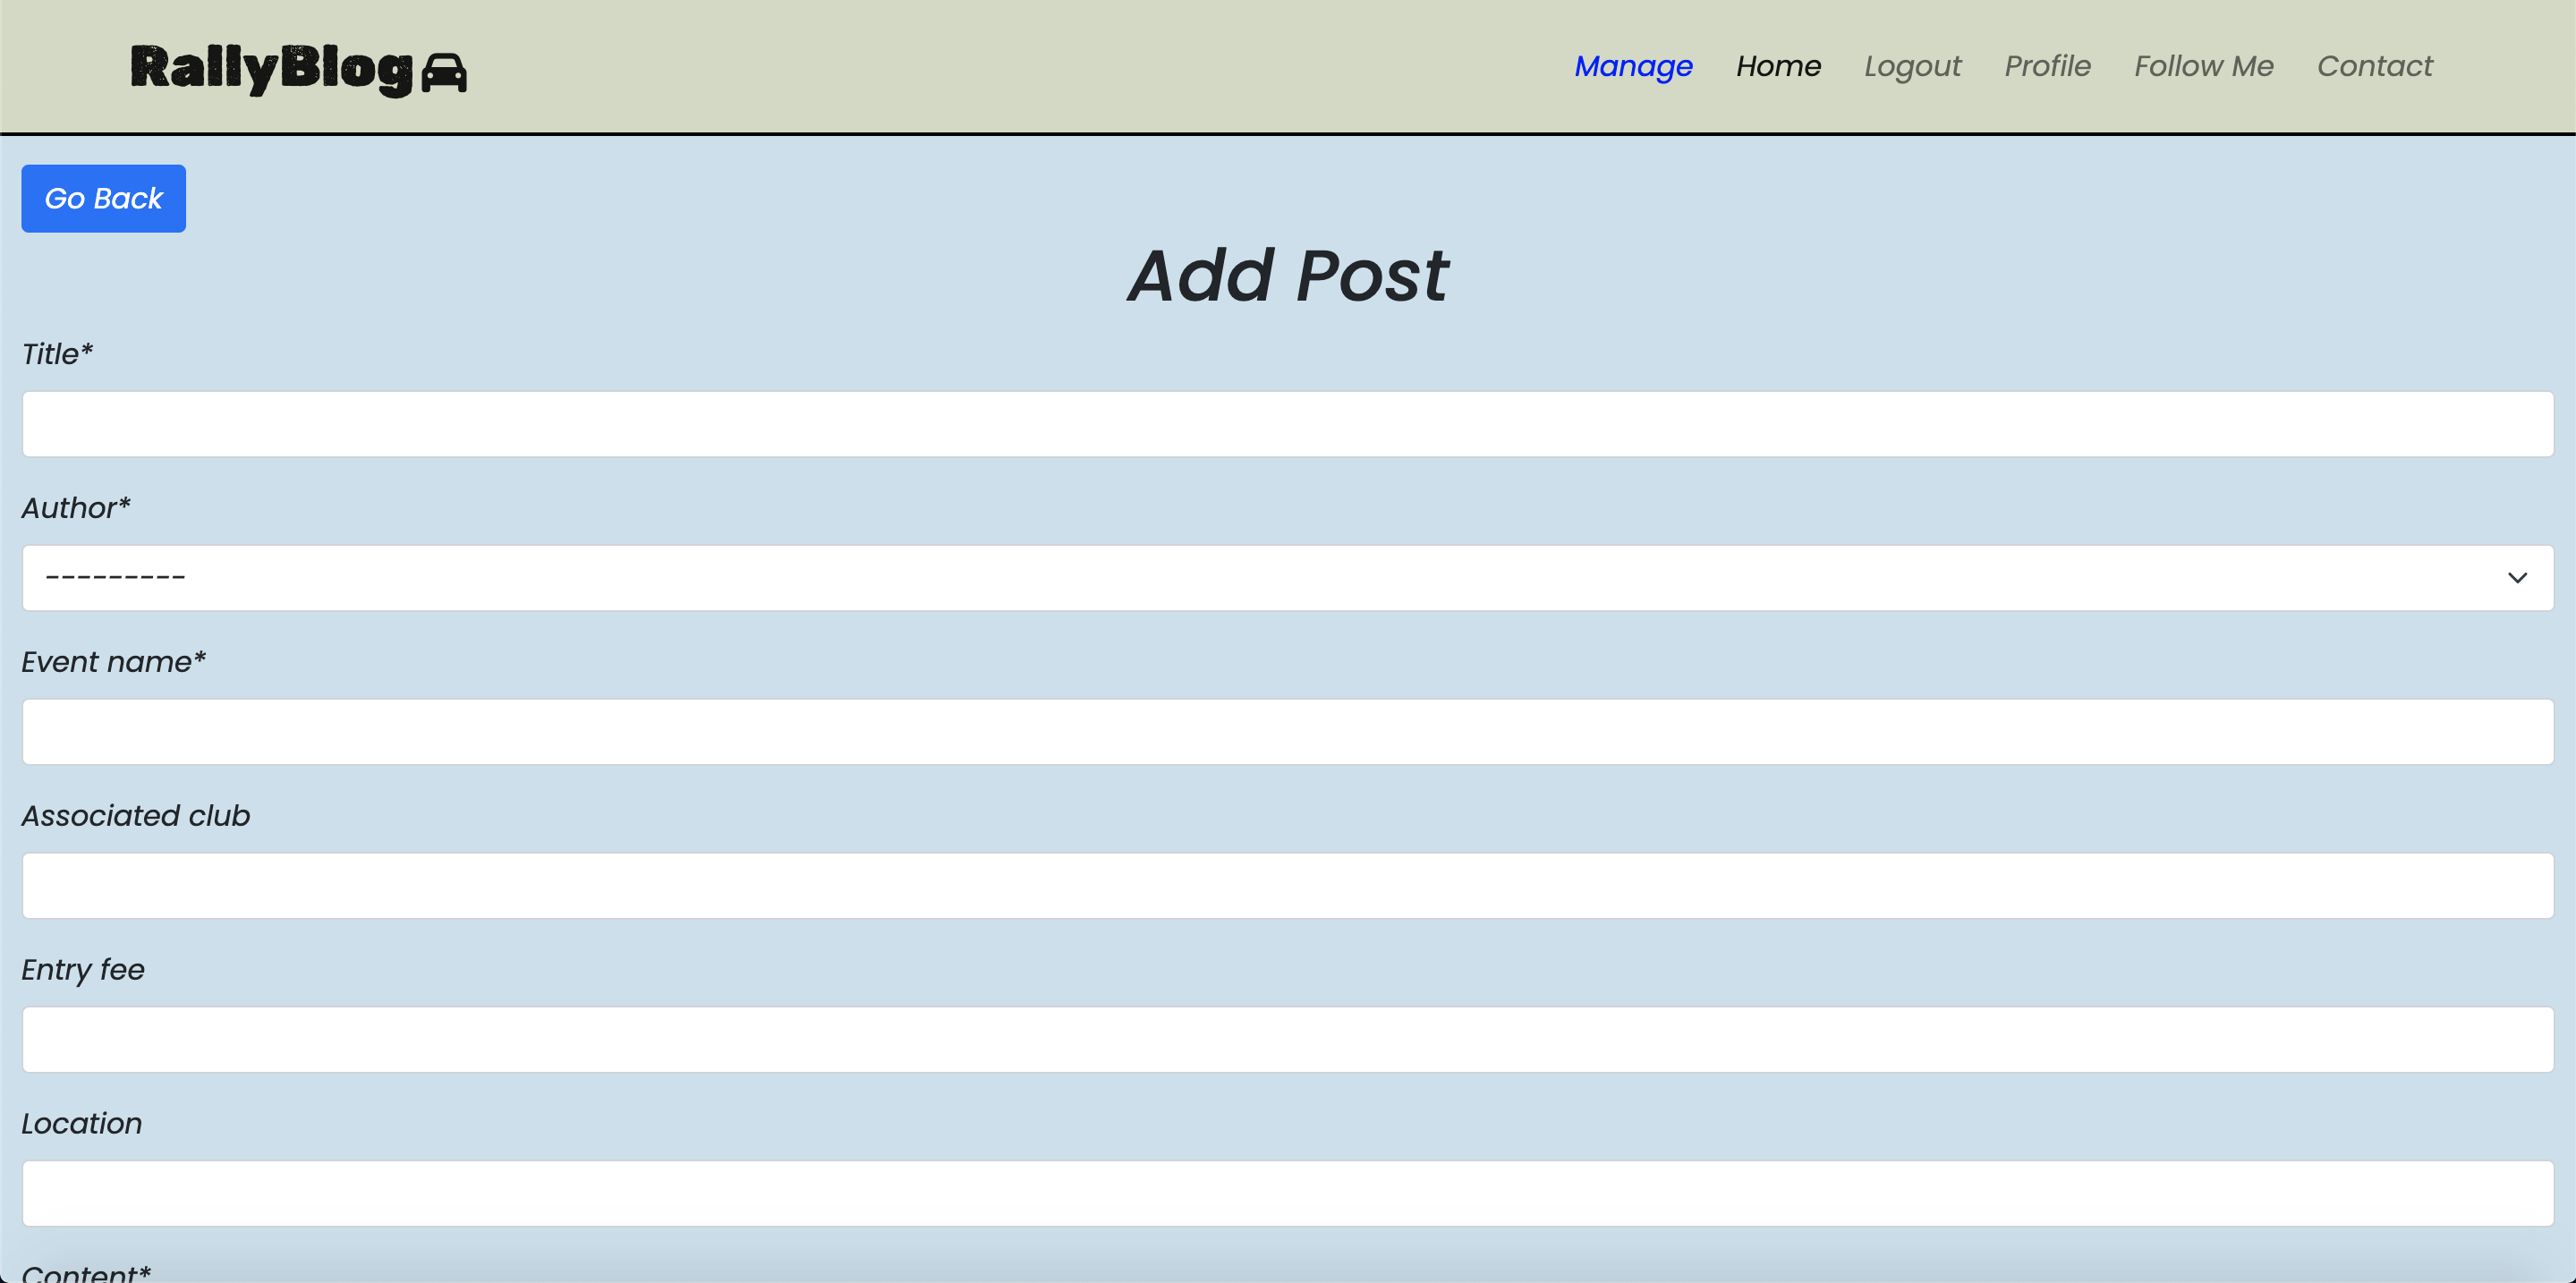 RallyBlog
Manage Home Logout Profile Follow Me Contact
Go Back
Add Post
Title*
Author*
---------
Event name*
Associated club
Entry fee
Location
Content*